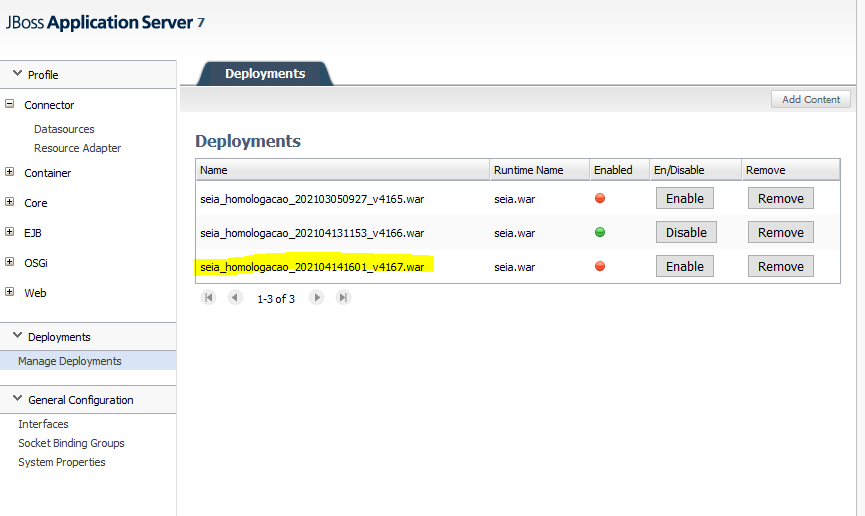 JBoss Application Server 7
Profile
Connector
Datasources
Resource Adapter
Container
Core
EJB
OSGi
Web
Deployments
Manage Deployments
General Configuration
Interfaces
Socket Binding Groups
System Properties
Deployments
Add Content
Deployments
Name Runtime Name Enabled En/Disable Remove
seia_homologacao_202103050927_v4165.war seia.war Enable Remove
seia_homologacao_202104131153_v4166.war seia.war Disable Remove
seia_homologacao_202104141601_v4167.war seia.war Enable Remove
1-3 of 3